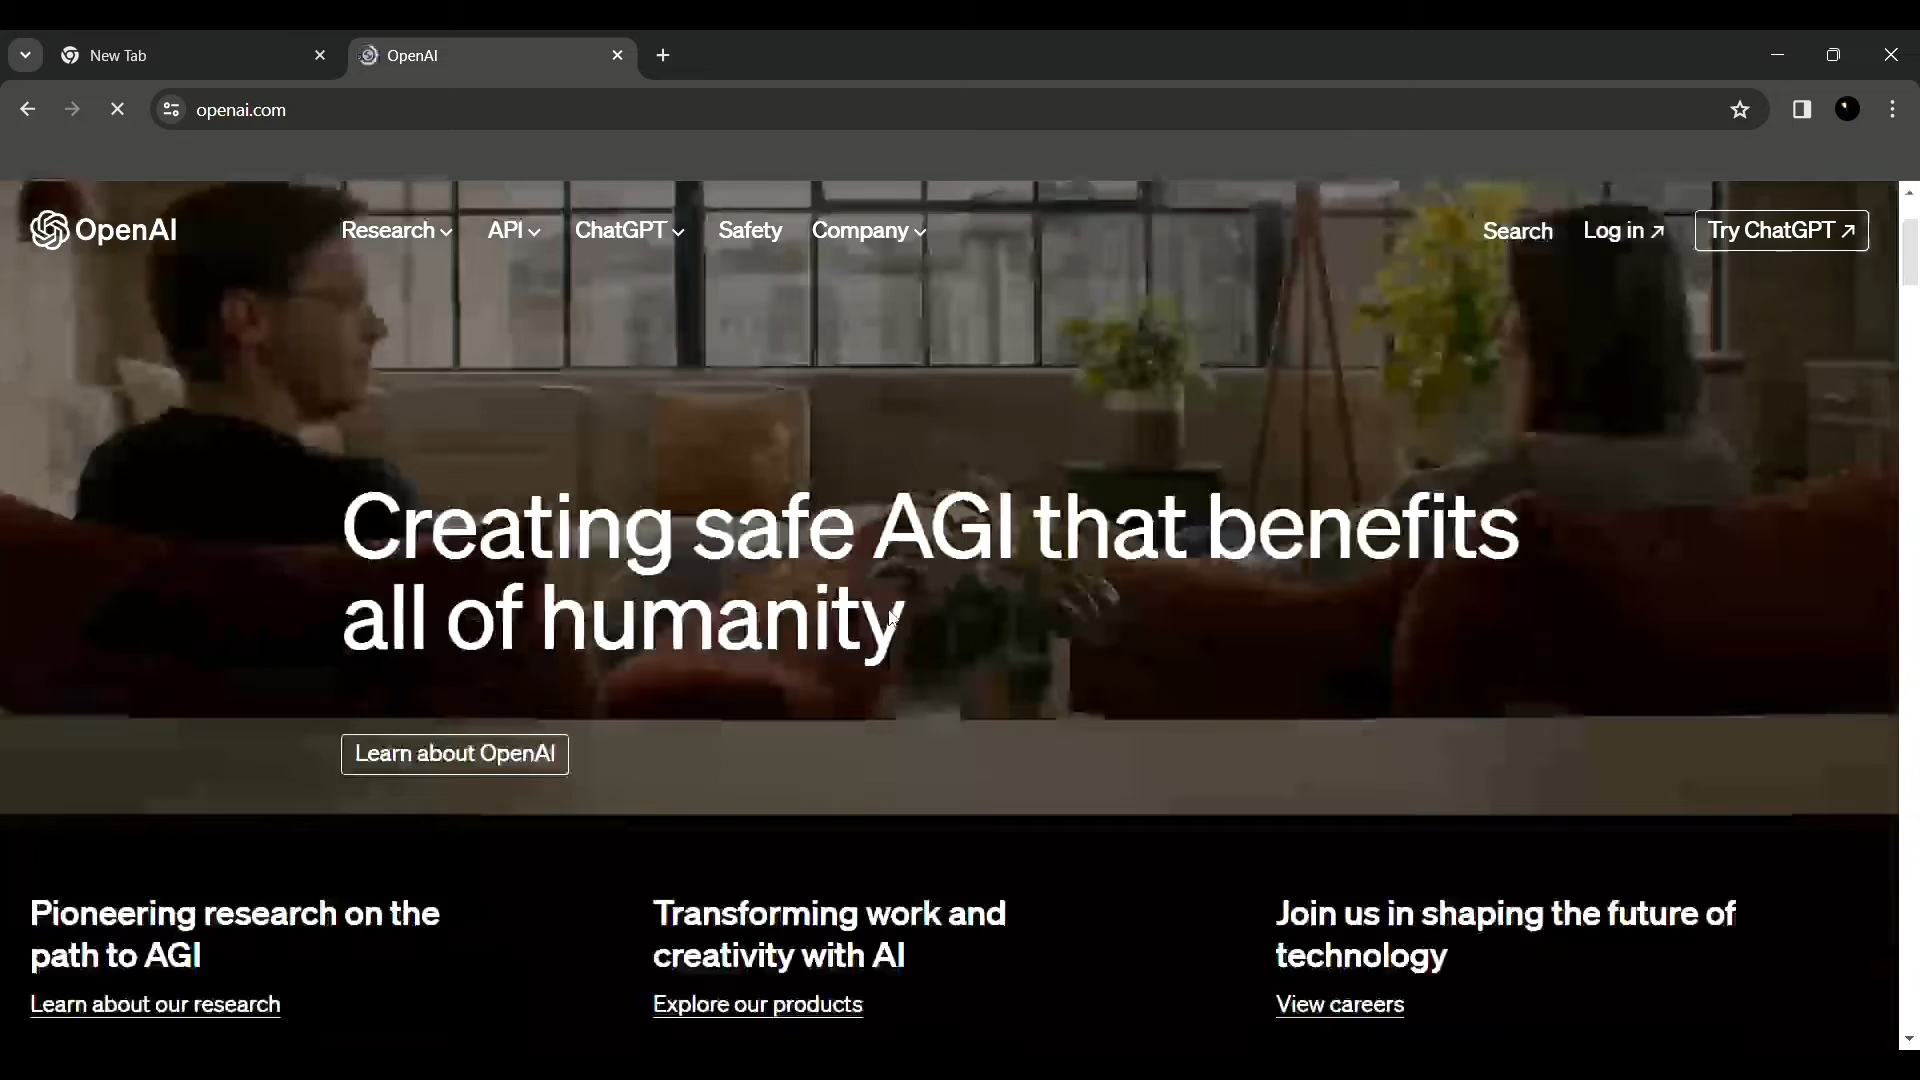 New Tab
OpenAI
openai.com
OpenAI
Research
API
ChatGPT
Safety
Company
Search
Log in ↗
Try ChatGPT ↗
Creating safe AGI that benefits
all of humanity
Learn about OpenAI
Pioneering research on the
path to AGI
Learn about our research
Transforming work and
creativity with AI
Explore our products
Join us in shaping the future of
technology
View careers